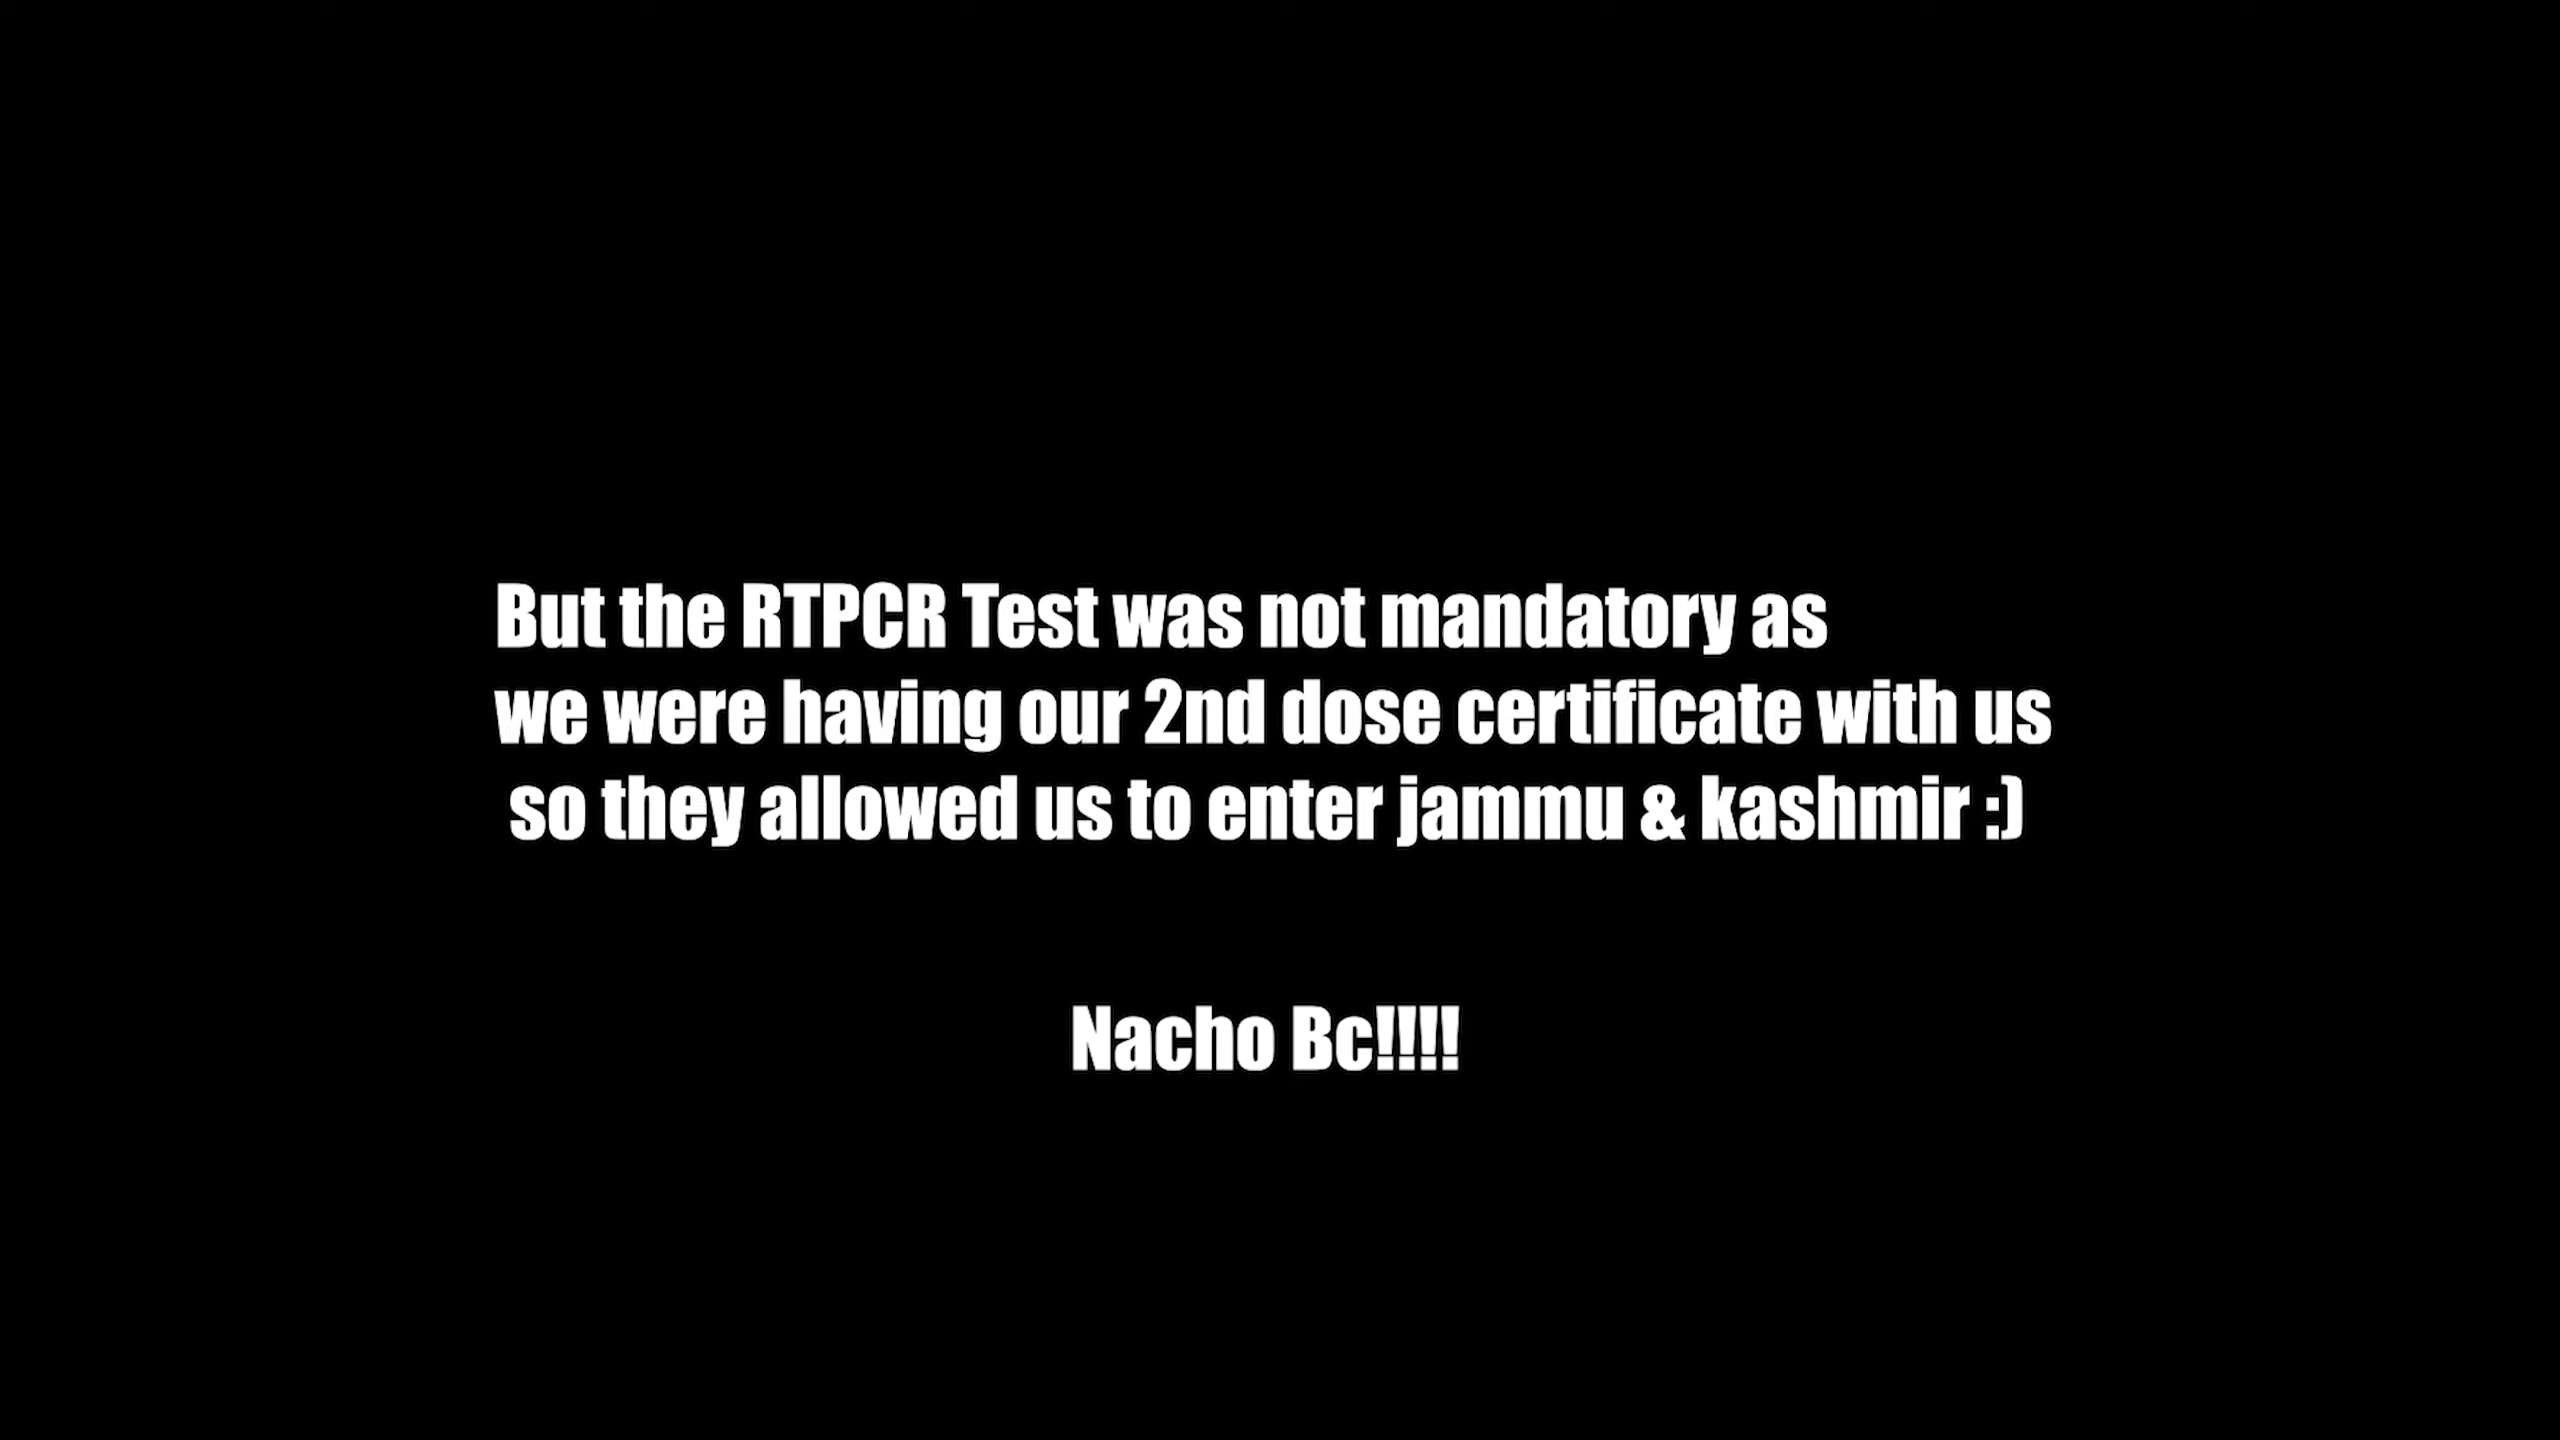 But the RTPCR Test was not mandatory as
we were having our 2nd dose certificate with us
so they allowed us to enter jammu & kashmir :)
Nacho Bc!!!!